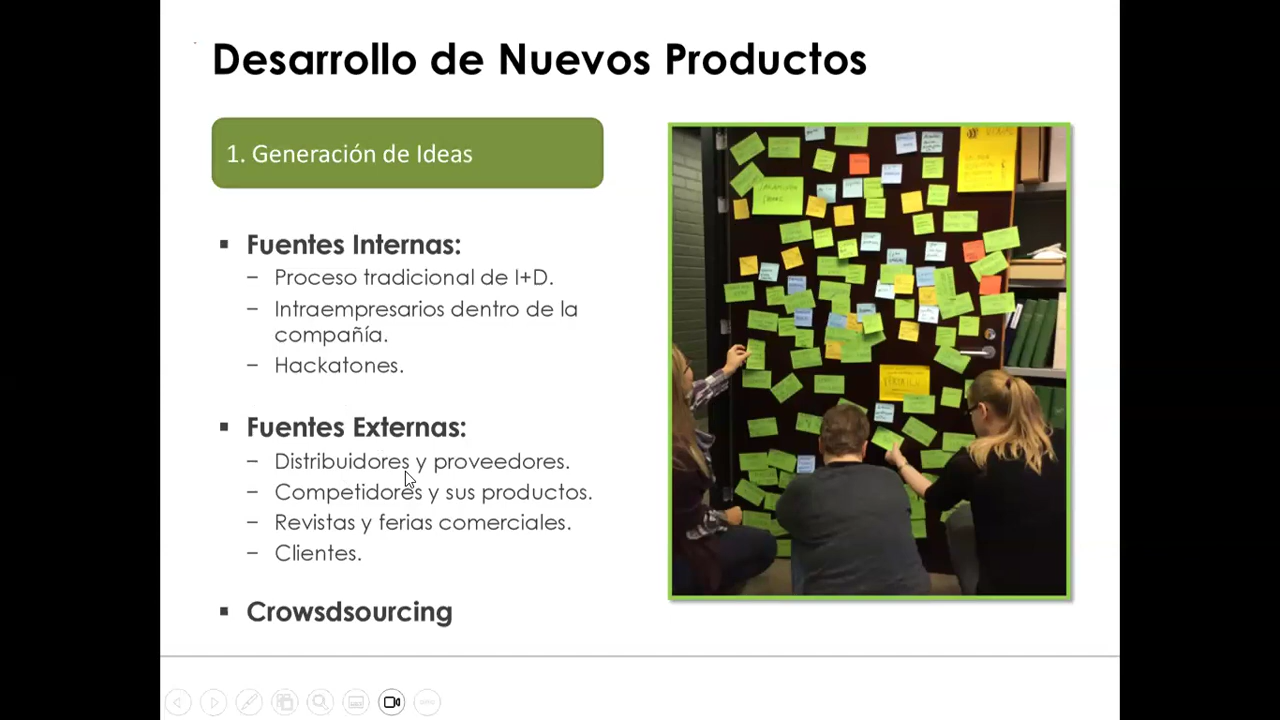 Desarrollo de Nuevos Productos
1. Generación de Ideas
▪ Fuentes Internas:
– Proceso tradicional de I+D.
– Intraempresarios dentro de la
compañía.
– Hackatones.
▪ Fuentes Externas:
– Distribuidores y proveedores.
– Competidores y sus productos.
– Revistas y ferias comerciales.
– Clientes.
▪ Crowsdsourcing